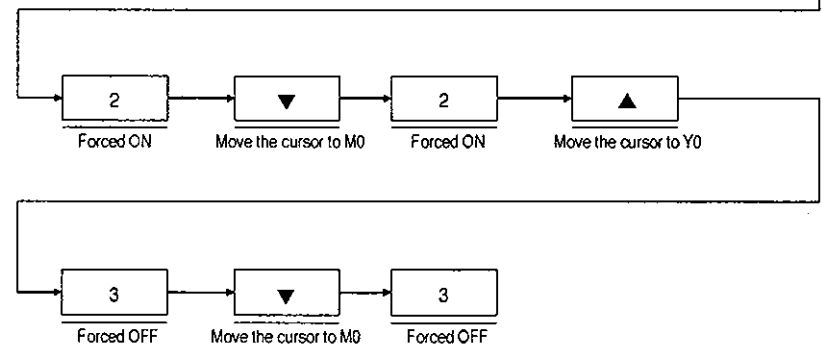 2 ▼ 2 ▲
Forced ON Move the cursor to M0 Forced ON Move the cursor to Y0
3 ▼ 3
Forced OFF Move the cursor to M0 Forced OFF